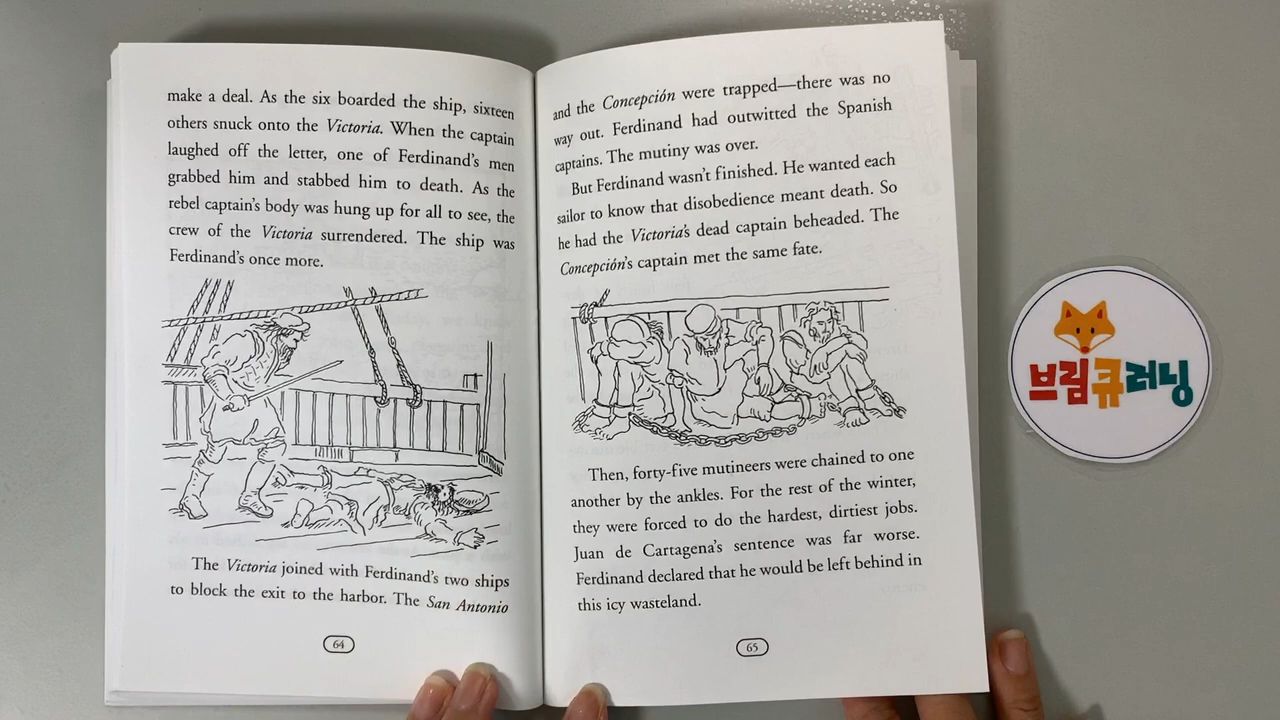 make a deal. As the six boarded the ship, sixteen
others snuck onto the Victoria. When the captain
laughed off the letter, one of Ferdinand's men
grabbed him and stabbed him to death. As the
rebel captain's body was hung up for all to see, the
crew of the Victoria surrendered. The ship was
Ferdinand's once more.
The Victoria joined with Ferdinand's two ships
to block the exit to the harbor. The San Antonio
64
and the Concepción were trapped—there was no
way out. Ferdinand had outwitted the Spanish
captains. The mutiny was over.
But Ferdinand wasn't finished. He wanted each
sailor to know that disobedience meant death. So
he had the Victoria's dead captain beheaded. The
Concepción's captain met the same fate.
Then, forty-five mutineers were chained to one
another by the ankles. For the rest of the winter,
they were forced to do the hardest, dirtiest jobs.
Juan de Cartagena's sentence was far worse.
Ferdinand declared that he would be left behind in
this icy wasteland.
65
브림큐러닝